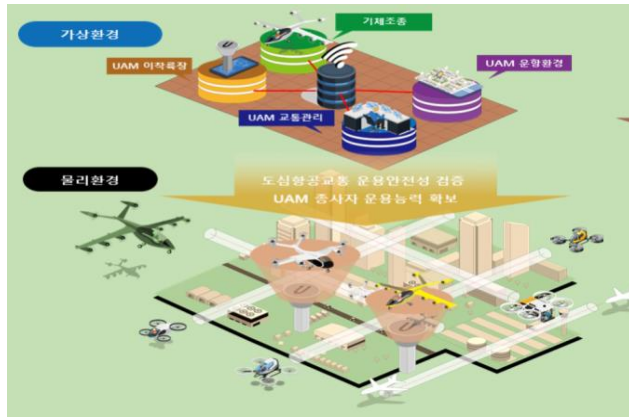 가상환경
기체조종
UAM 이착륙장
UAM 운항환경
UAM 교통관리
물리환경
도심항공교통 운용안전성 검증
UAM 종사자 운용능력 확보
U
U